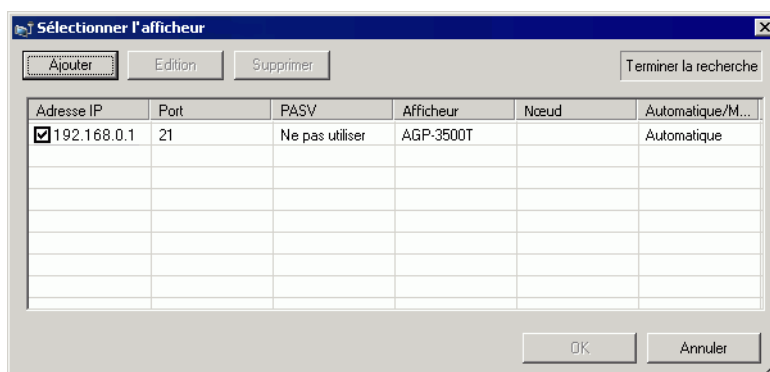 Sélectionner l'afficheur
Ajouter Edition Supprimer Terminer la recherche
Adresse IP Port PASV Afficheur Nœud Automatique/M...
192.168.0.1 21 Ne pas utiliser AGP-3500T Automatique
OK Annuler